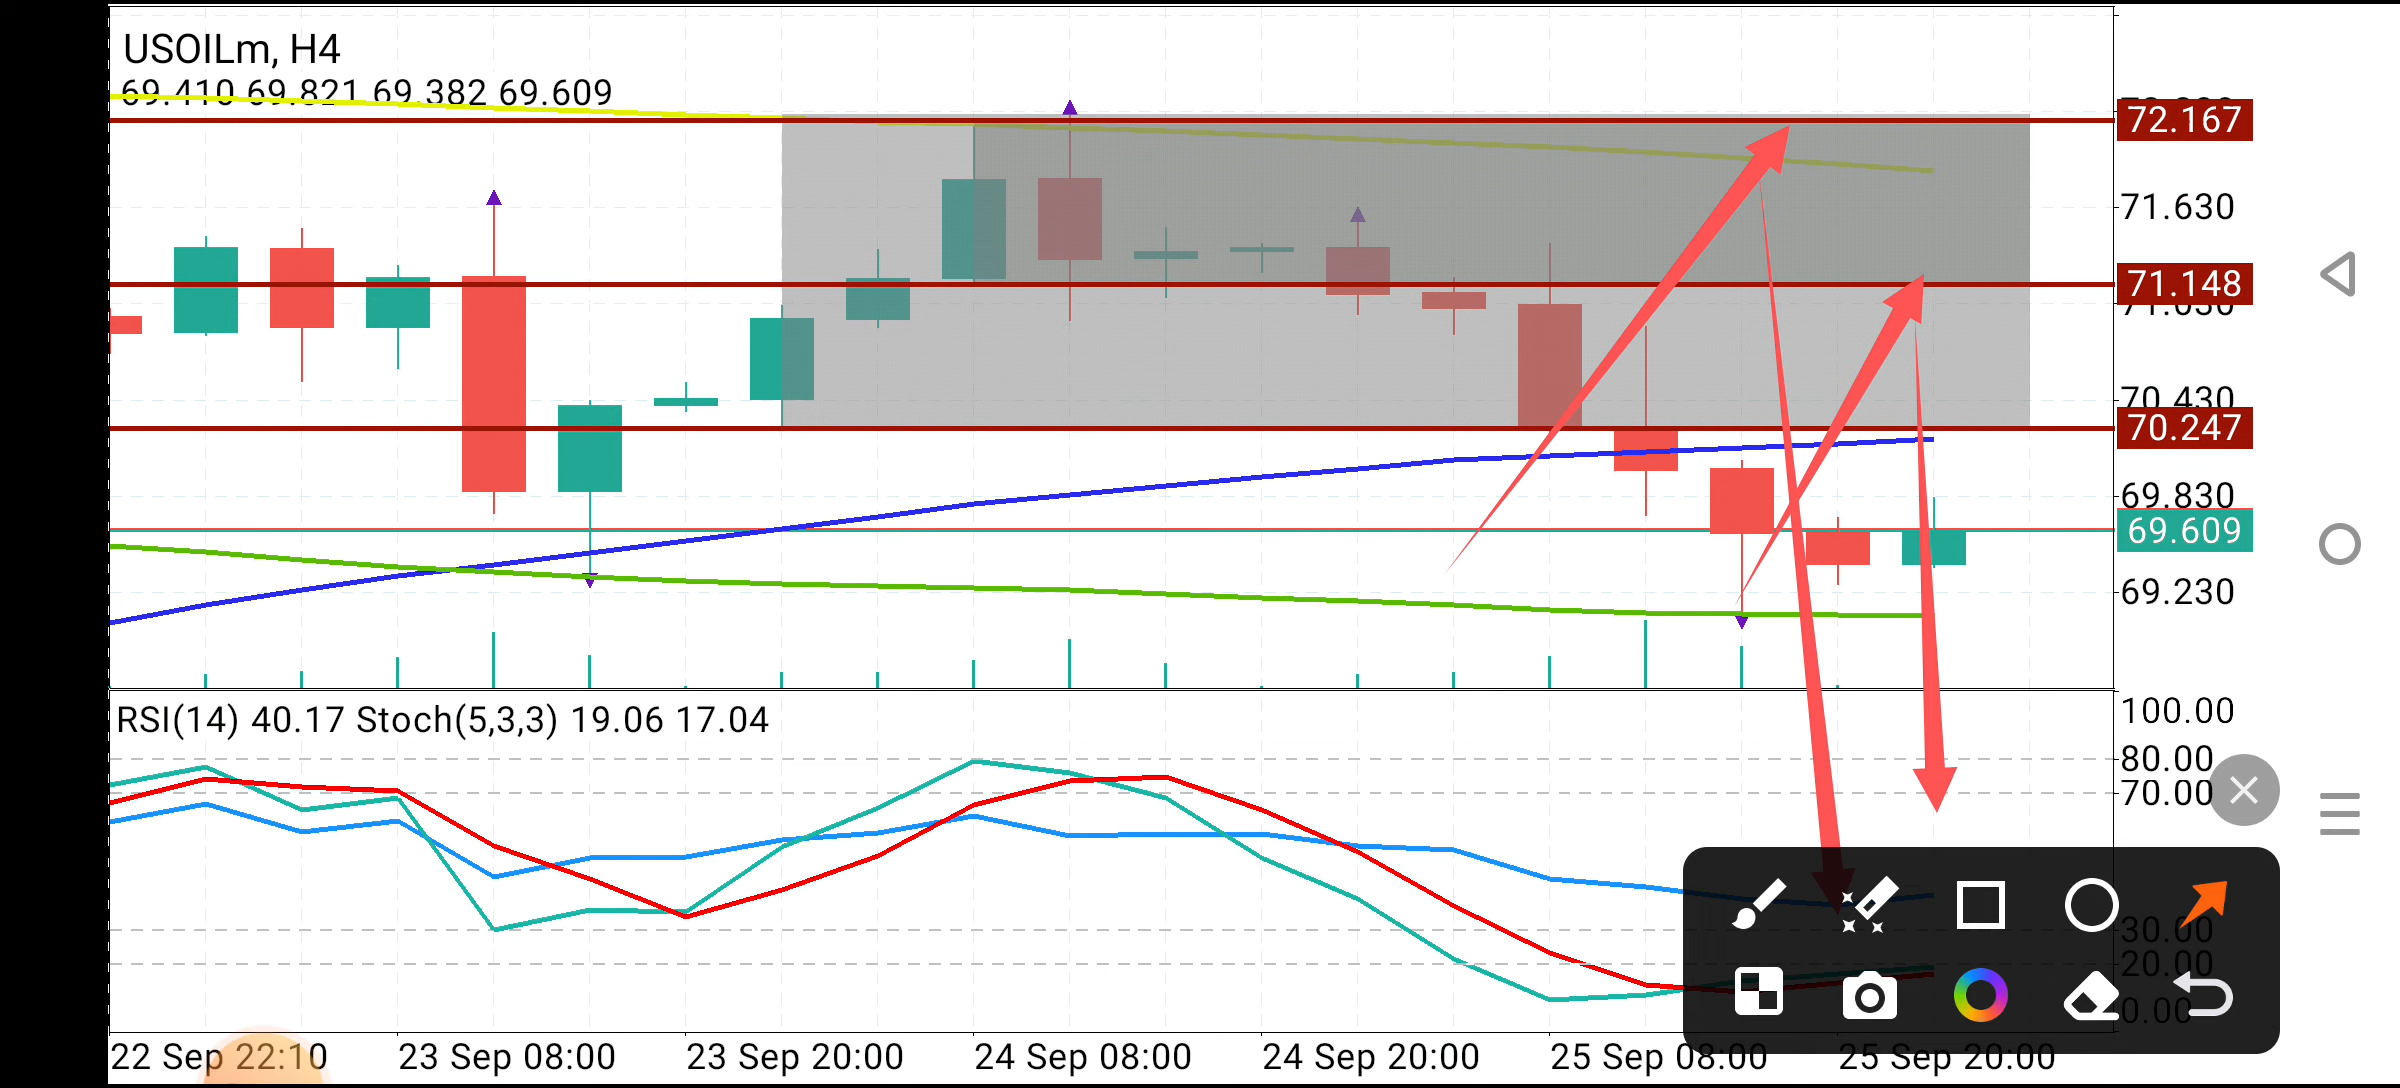 USOILm, H4
69.410 69.821 69.382 69.609
72.167
71.630
71.148
71.030
70.430
70.247
69.830
69.609
69.230
RSI(14) 40.17 Stoch(5,3,3) 19.06 17.04
100.00
80.00
70.00
30.00
20.00
0.00
22 Sep 22:10
23 Sep 08:00
23 Sep 20:00
24 Sep 08:00
24 Sep 20:00
25 Sep 08:00
25 Sep 20:00